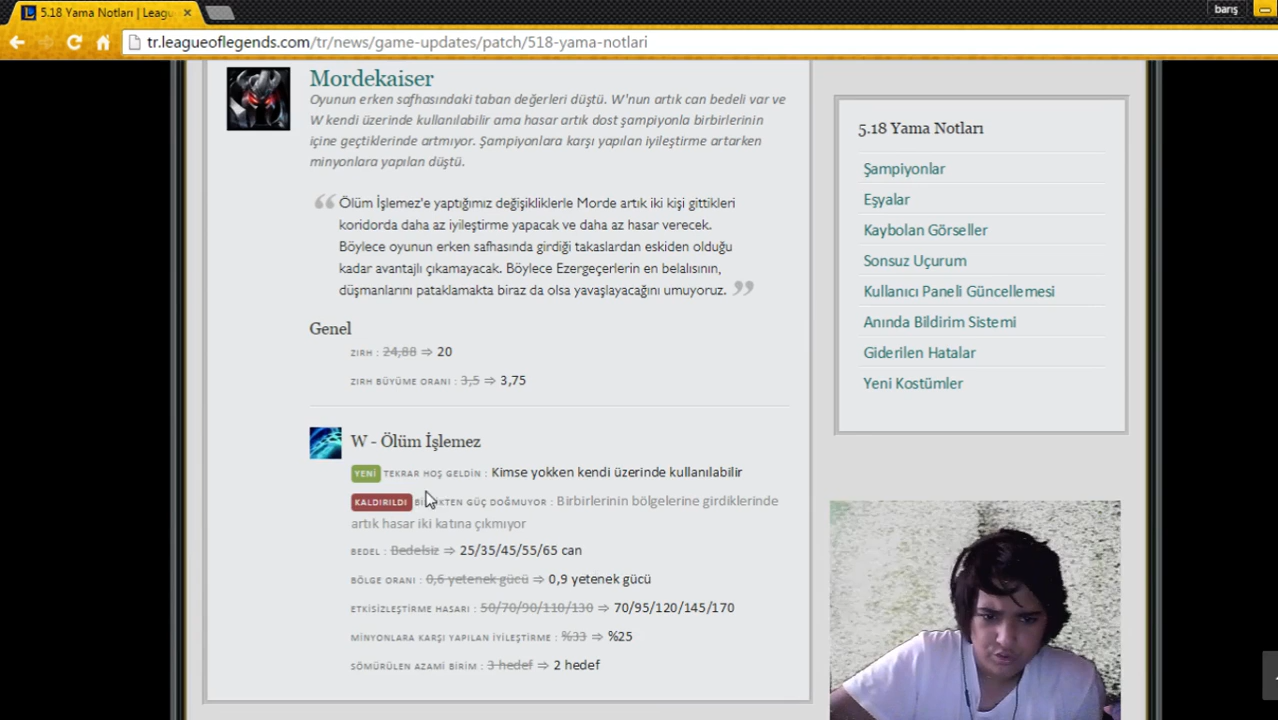 5.18 Yama Notları | Leagu
barış
tr.leagueoflegends.com/tr/news/game-updates/patch/518-yama-notlari
Mordekaiser
Oyunun erken safhasındaki taban değerleri düştü. W'nun artık can bedeli var ve
W kendi üzerinde kullanılabilir ama hasar artık dost şampiyonla birbirlerinin
içine geçtiklerinde artmıyor. Şampiyonlara karşı yapılan iyileştirme artarken
minyonlara yapılan düştü.
“ Ölüm İşlemez'e yaptığımız değişikliklerle Morde artık iki kişi gittikleri
koridorda daha az iyileştirme yapacak ve daha az hasar verecek.
Böylece oyunun erken safhasında girdiği takaslardan eskiden olduğu
kadar avantajlı çıkamayacak. Böylece Ezergeçerlerin en belalısının,
düşmanlarını pataklamakta biraz da olsa yavaşlayacağını umuyoruz. ”
Genel
ZIRH : 24,88 ⇒ 20
ZIRH BÜYÜME ORANI : 3,5 ⇒ 3,75
W - Ölüm İşlemez
YENİ TEKRAR HOŞ GELDİN : Kimse yokken kendi üzerinde kullanılabilir
KALDIRILDI GÜÇ DOĞMUYOR : Birbirlerinin bölgelerine girdiklerinde
artık hasar iki katına çıkmıyor
BEDEL : Bedelsiz ⇒ 25/35/45/55/65 can
BÖLGE ORANI : 0,6 yetenek gücü ⇒ 0,9 yetenek gücü
ETKİSİZLEŞTİRME HASARI : 50/70/90/110/130 ⇒ 70/95/120/145/170
MİNYONLARA KARŞI YAPILAN İYİLEŞTİRME : %33 ⇒ %25
SÖMÜRÜLEN AZAMİ BİRİM : 3 hedef ⇒ 2 hedef
5.18 Yama Notları
Şampiyonlar
Eşyalar
Kaybolan Görseller
Sonsuz Uçurum
Kullanıcı Paneli Güncellemesi
Anında Bildirim Sistemi
Giderilen Hatalar
Yeni Kostümler